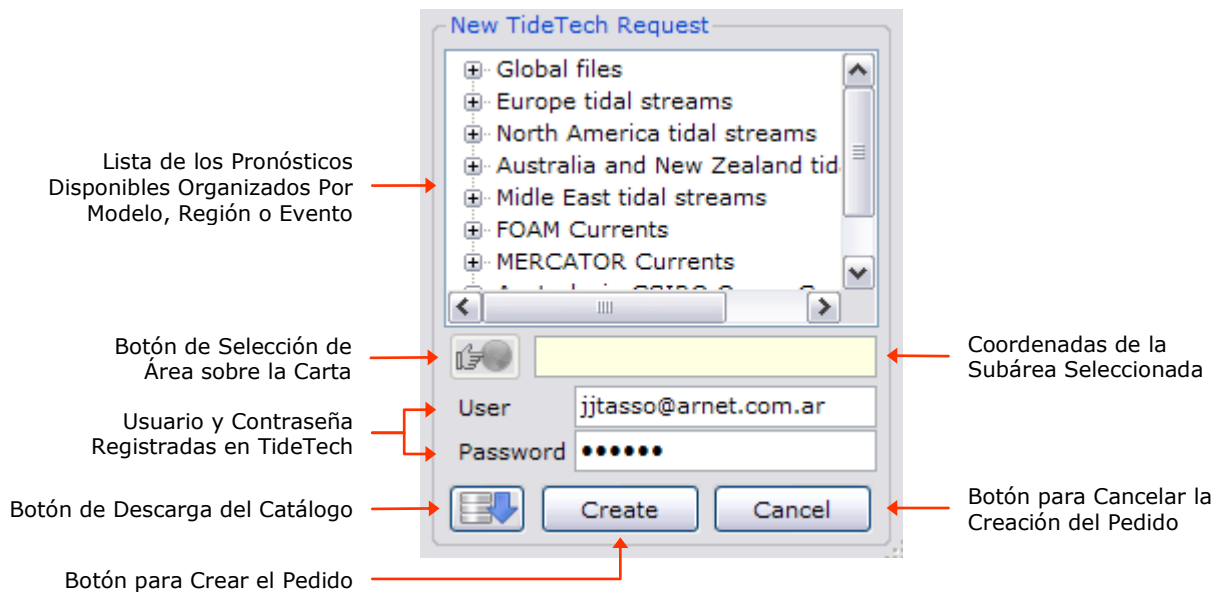 New TideTech Request
Global files
Europe tidal streams
North America tidal streams
Australia and New Zealand tid
Midle East tidal streams
FOAM Currents
MERCATOR Currents
Lista de los Pronósticos
Disponibles Organizados Por
Modelo, Región o Evento
Botón de Selección de
Área sobre la Carta
Coordenadas de la
Subárea Seleccionada
Usuario y Contraseña
Registradas en TideTech
User
jjtasso@arnet.com.ar
Password ••••••
Botón de Descarga del Catálogo
Create
Cancel
Botón para Cancelar la
Creación del Pedido
Botón para Crear el Pedido